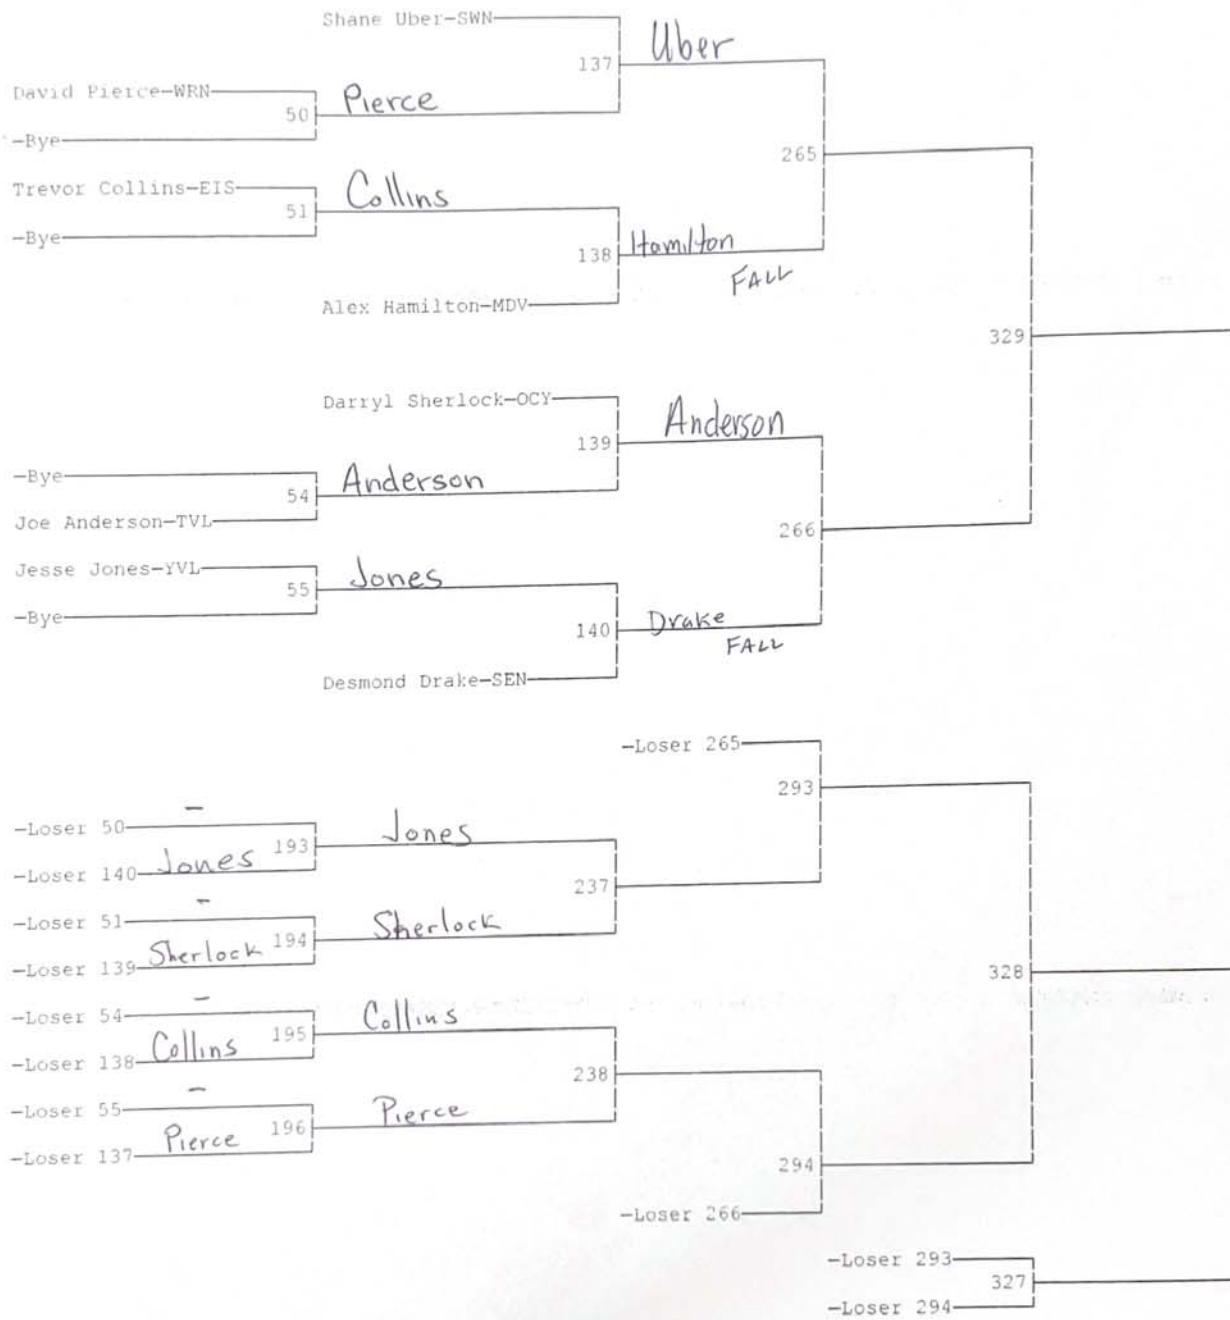 Shane Uber-SWN
137 Uber
David Pierce-WRN
50 Pierce
-Bye
265
Trevor Collins-EIS
51 Collins
-Bye
138 Hamilton
FALL
Alex Hamilton-MDV
329
Darryl Sherlock-OCY
139 Anderson
-Bye
54 Anderson
Joe Anderson-TVL
266
Jesse Jones-YVL
55 Jones
-Bye
140 Drake
FALL
Desmond Drake-SEN
-Loser 265
293
-Loser 50 -
193 Jones
-Loser 140 Jones
237
-Loser 51 -
194 Sherlock
-Loser 139 Sherlock
328
-Loser 54 -
195 Collins
-Loser 138 Collins
238
-Loser 55 -
196 Pierce
-Loser 137 Pierce
294
-Loser 266
-Loser 293
327
-Loser 294